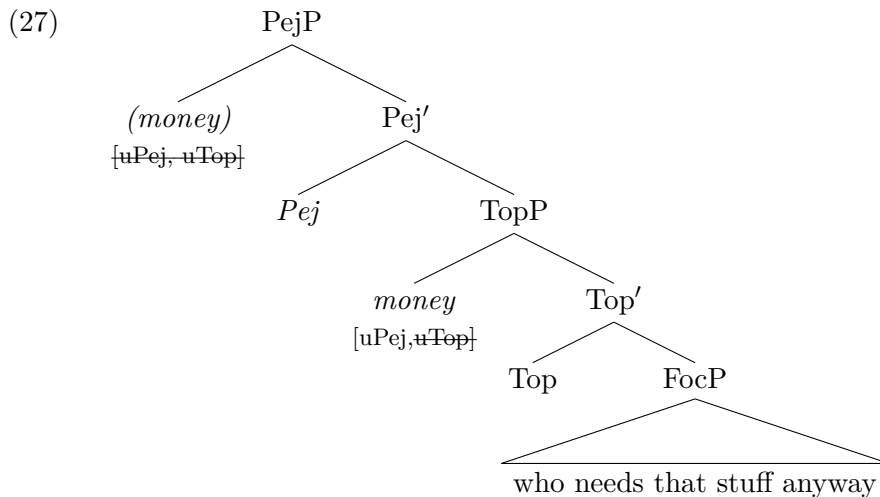 (27) PejP
(money) Pej′
[uPej, uTop]
Pej TopP
money Top′
[uPej,uTop]
Top FocP
who needs that stuff anyway